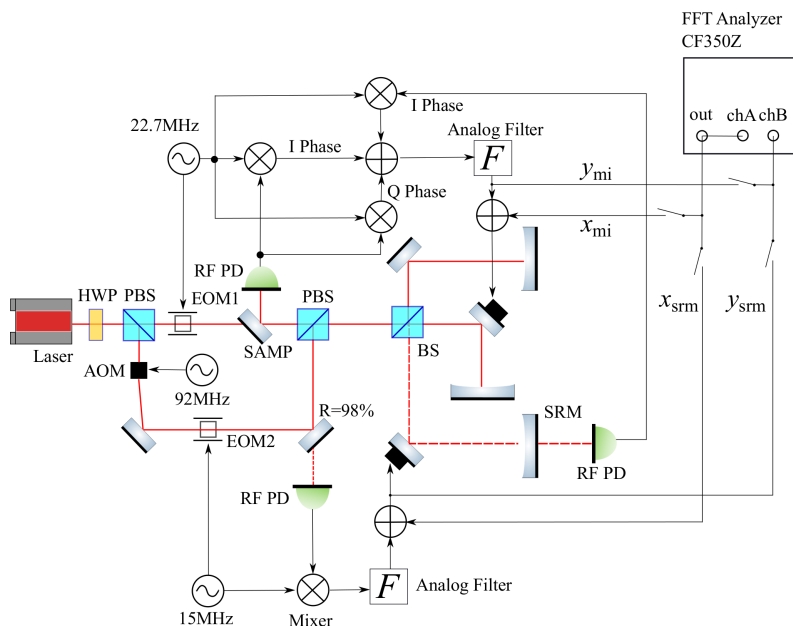 FFT Analyzer
CF350Z
out
chA
chB
22.7MHz
I Phase
I Phase
Analog Filter
F
Q Phase
y_mi
x_mi
x_srm
y_srm
RF PD
HWP
PBS
EOM1
PBS
Laser
SAMP
BS
AOM
92MHz
R=98%
SRM
EOM2
RF PD
RF PD
F
Analog Filter
15MHz
Mixer